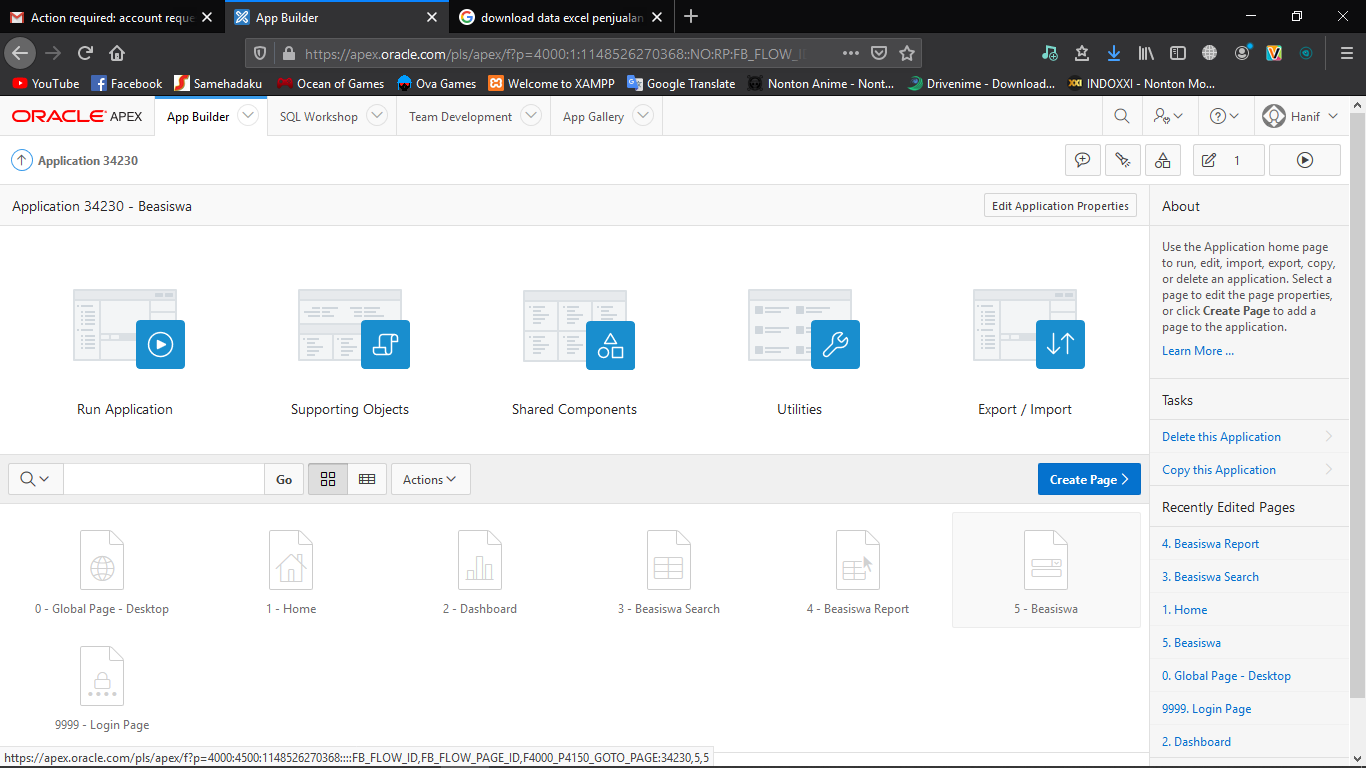 Action required: account reque
App Builder
download data excel penjualan
https://apex.oracle.com/pls/apex/f?p=4000:1:1148526270368::NO:RP:FB_FLOW_I
YouTube
Facebook
Samehadaku
Ocean of Games
Ova Games
Welcome to XAMPP
Google Translate
Nonton Anime - Nont...
Drivenime - Download...
INDOXXI - Nonton Mo...
ORACLE APEX
App Builder
SQL Workshop
Team Development
App Gallery
Hanif
Application 34230
1
Application 34230 - Beasiswa
Edit Application Properties
Run Application
Supporting Objects
Shared Components
Utilities
Export / Import
Go
Actions
Create Page
0 - Global Page - Desktop
1 - Home
2 - Dashboard
3 - Beasiswa Search
4 - Beasiswa Report
5 - Beasiswa
9999 - Login Page
About
Use the Application home page
to run, edit, import, export, copy,
or delete an application. Select a
page to edit the page properties,
or click Create Page to add a
page to the application.
Learn More ...
Tasks
Delete this Application
Copy this Application
Recently Edited Pages
4. Beasiswa Report
3. Beasiswa Search
1. Home
5. Beasiswa
0. Global Page - Desktop
9999. Login Page
2. Dashboard
https://apex.oracle.com/pls/apex/f?p=4000:4500:1148526270368::::FB_FLOW_ID,FB_FLOW_PAGE_ID,F4000_P4150_GOTO_PAGE:34230,5,5